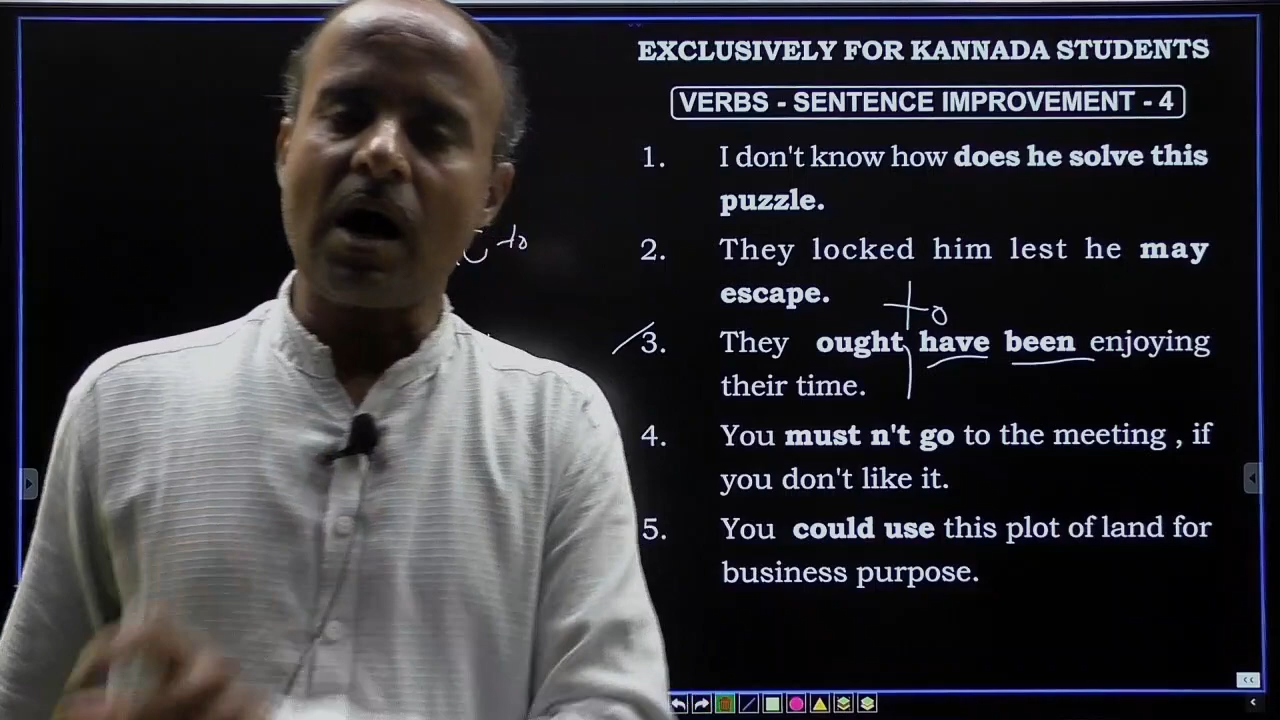 EXCLUSIVELY FOR KANNADA STUDENTS
VERBS - SENTENCE IMPROVEMENT - 4
1. I don't know how does he solve this
puzzle.
2. They locked him lest he may
escape.
to
to
3. They ought have been enjoying
their time.
4. You must n't go to the meeting , if
you don't like it.
5. You could use this plot of land for
business purpose.